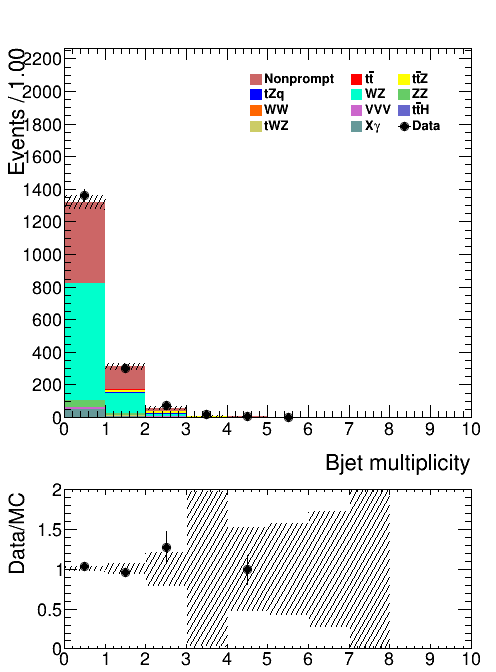 Events / 1.00
2200
2000
1800
1600
1400
1200
1000
800
600
400
200
0
Nonprompt tt̄ tt̄Z
tZq WZ ZZ
WW VVV tt̄H
tWZ Xγ Data
0 1 2 3 4 5 6 7 8 9 10
Bjet multiplicity
Data/MC
2
1.5
1
0.5
0
0 1 2 3 4 5 6 7 8 9 10